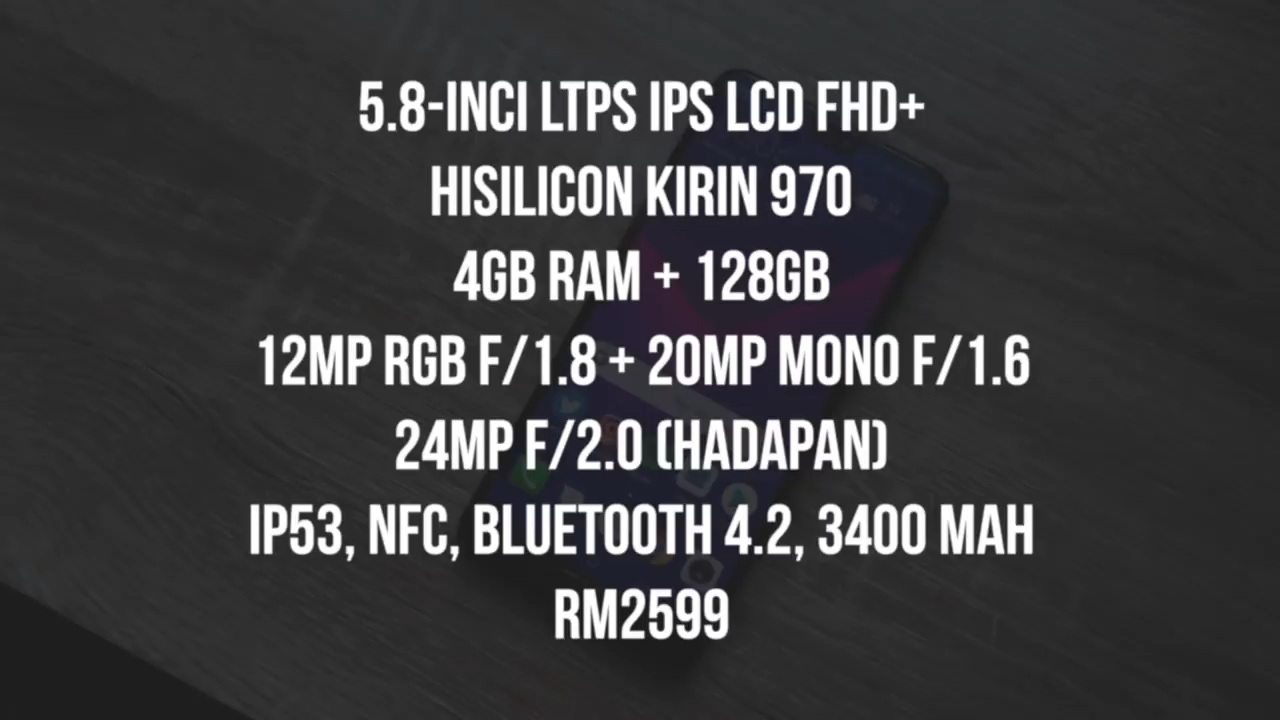 5.8-INCI LTPS IPS LCD FHD+
HISILICON KIRIN 970
4GB RAM + 128GB
12MP RGB F/1.8 + 20MP MONO F/1.6
24MP F/2.0 (HADAPAN)
IP53, NFC, BLUETOOTH 4.2, 3400 MAH
RM2599